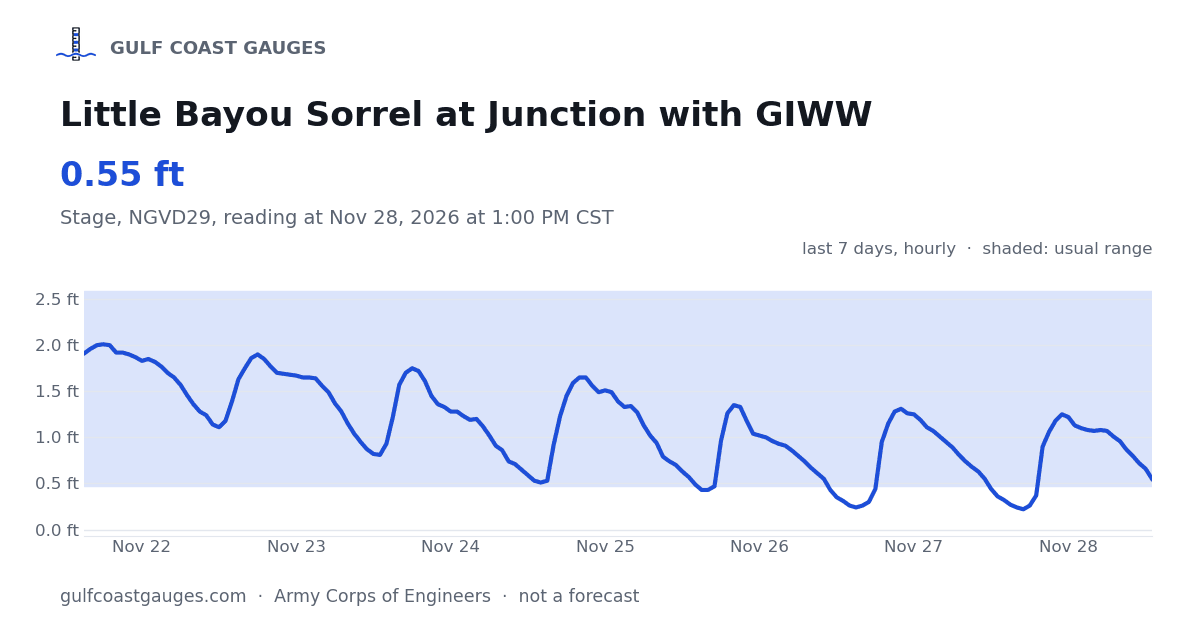 GULF COAST GAUGES
Little Bayou Sorrel at Junction with GIWW
0.55 ft
Stage, NGVD29, reading at Nov 28, 2026 at 1:00 PM CST
last 7 days, hourly · shaded: usual range
2.5 ft
2.0 ft
1.5 ft
1.0 ft
0.5 ft
0.0 ft
Nov 22 Nov 23 Nov 24 Nov 25 Nov 26 Nov 27 Nov 28
gulfcoastgauges.com · Army Corps of Engineers · not a forecast